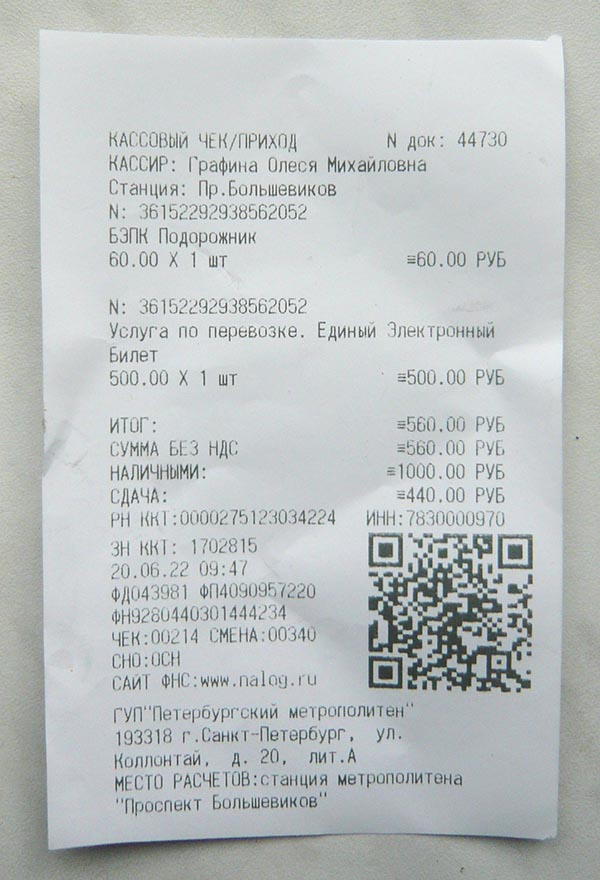 КАССОВЫЙ ЧЕК/ПРИХОД N док: 44730
КАССИР: Графина Олеся Михайловна
Станция: Пр.Большевиков
N: 36152292938562052
БЭПК Подорожник
60.00 X 1 шт ≡60.00 РУБ
N: 36152292938562052
Услуга по перевозке. Единый Электронный
Билет
500.00 X 1 шт ≡500.00 РУБ
ИТОГ: ≡560.00 РУБ
СУММА БЕЗ НДС ≡560.00 РУБ
НАЛИЧНЫМИ: ≡1000.00 РУБ
СДАЧА: ≡440.00 РУБ
РН ККТ:0000275123034224 ИНН:7830000970
ЗН ККТ: 1702815
20.06.22 09:47
ФД043981 ФП4090957220
ФН9280440301444234
ЧЕК:00214 СМЕНА:00340
СНО:ОСН
САЙТ ФНС:www.nalog.ru
ГУП"Петербургский метрополитен"
193318 г.Санкт-Петербург, ул.
Коллонтай, д. 20, лит.А
МЕСТО РАСЧЕТОВ:станция метрополитена
"Проспект Большевиков"